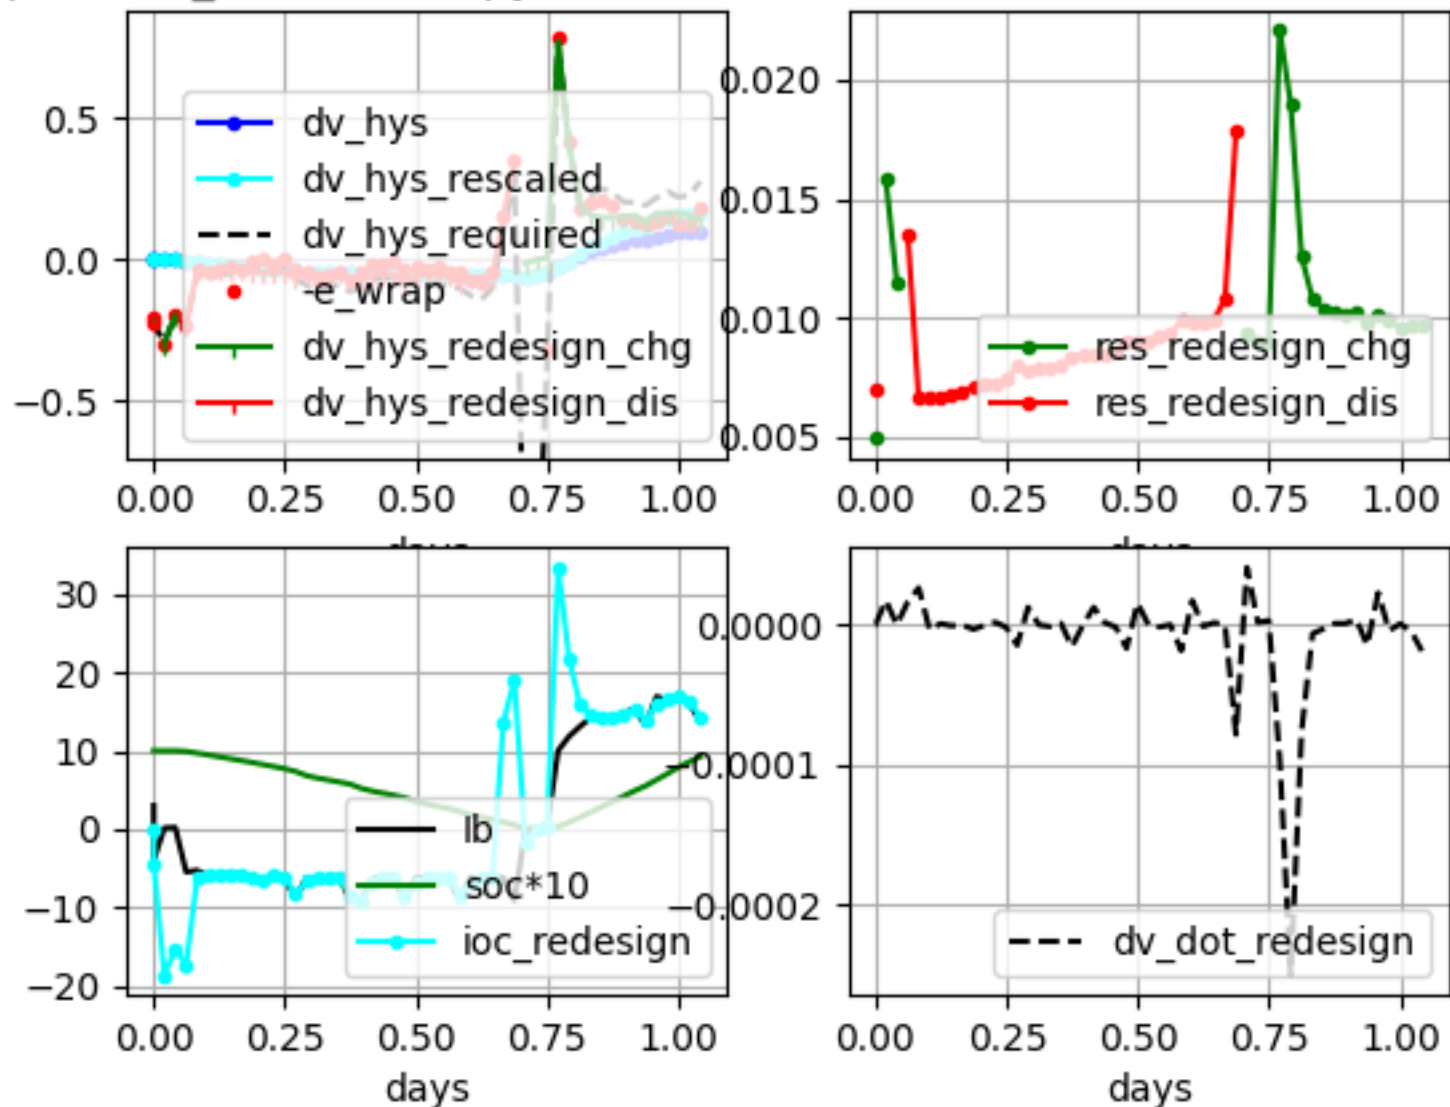 0.5
0.0
−0.5
dv_hys
dv_hys_rescaled
dv_hys_required
-e_wrap
dv_hys_redesign_chg
dv_hys_redesign_dis
0.00 0.25 0.50 0.75 1.00
days
0.020
0.015
0.010
0.005
res_redesign_chg
res_redesign_dis
0.00 0.25 0.50 0.75 1.00
days
30
20
10
0
−10
−20
Ib
soc*10
ioc_redesign
0.00 0.25 0.50 0.75 1.00
days
0.0000
−0.0001
−0.0002
dv_dot_redesign
0.00 0.25 0.50 0.75 1.00
days